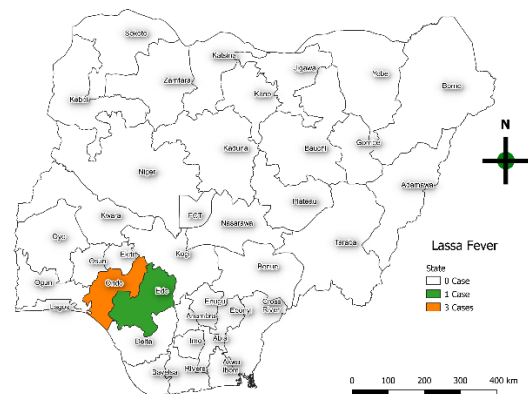 Sokoto
Katsina
Jigawa
Yobe
Borno
Zamfara
Kano
Kebbi
N
Gombe
Kaduna
Bauchi
Niger
Adamawa
Plateau
Kwara
FCT
Nasarawa
Oyo
Taraba
Lassa Fever
Ekiti
Kogi
Osun
Benue
State
0 Case
Ogun
Ondo
Edo
1 Case
Lagos
Enugu
Cross
River
3 Cases
Anambra
Ebonyi
Delta
Imo
Abia
Bayelsa
Rivers
Akwa
Ibom
0 100 200 300 400 km